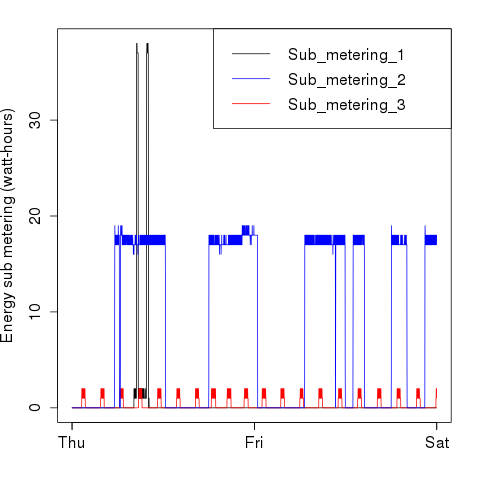 Sub_metering_1
Sub_metering_2
Sub_metering_3
Energy sub metering (watt-hours)
30
20
10
0
Thu Fri Sat